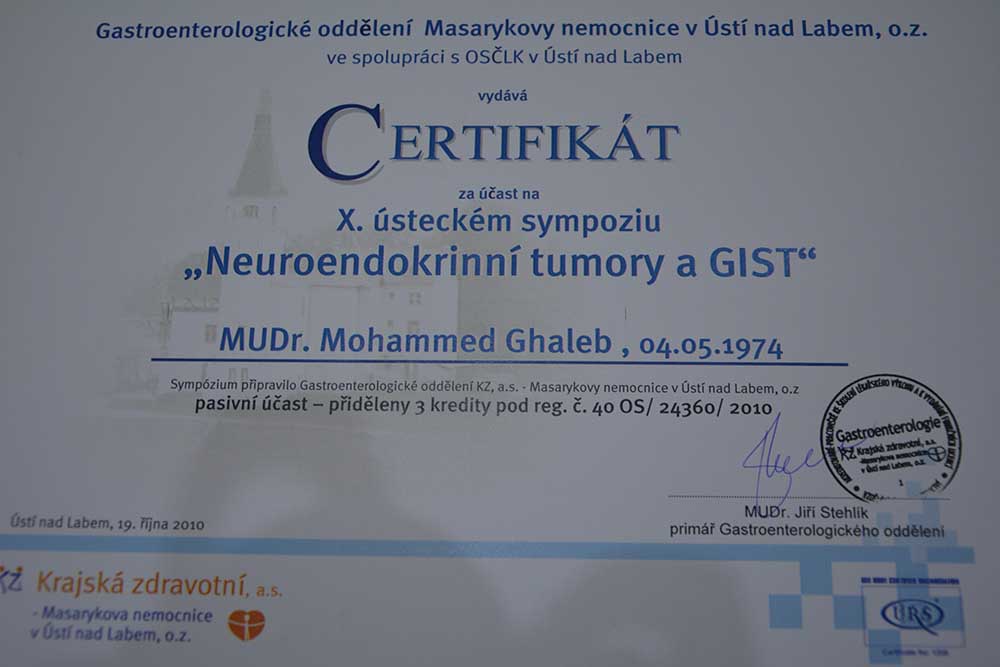 Gastroenterologické oddělení Masarykovy nemocnice v Ústí nad Labem, o.z.
ve spolupráci s OSČLK v Ústí nad Labem
vydává
CERTIFIKÁT
za účast na
X. ústeckém sympoziu
„Neuroendokrinní tumory a GIST“
MUDr. Mohammed Ghaleb , 04.05.1974
Sympózium připravilo Gastroenterologické oddělení KZ, a.s. - Masarykovy nemocnice v Ústí nad Labem, o.z
pasivní účast – přiděleny 3 kredity pod reg. č. 40 OS/ 24360/ 2010
Gastroenterologie
KZ Krajská zdravotní, a.s.
-Masarykova nemocnice
v Ústí nad Labem, o.z.
1
MUDr. Jiří Stehlík
primář Gastroenterologického oddělení
Ústí nad Labem, 19. října 2010
KZ Krajská zdravotní, a.s.
- Masarykova nemocnice
v Ústí nad Labem, o.z.
URS